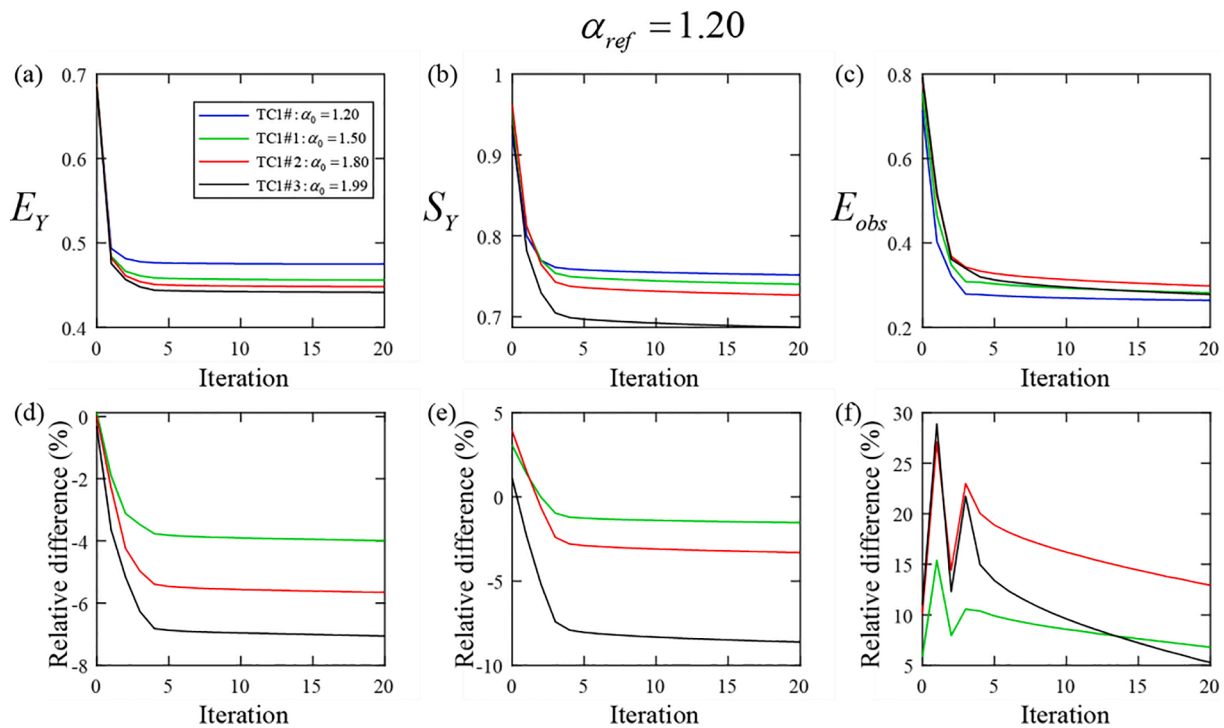 α_ref = 1.20
(a)
0.7
0.6
0.5
0.4
E_Y
0 5 10 15 20
Iteration
TC1# : α₀ = 1.20
TC1#1 : α₀ = 1.50
TC1#2 : α₀ = 1.80
TC1#3 : α₀ = 1.99
(b)
1
0.9
0.8
0.7
S_Y
0 5 10 15 20
Iteration
(c)
0.8
0.6
0.4
0.2
E_obs
0 5 10 15 20
Iteration
(d)
0
-2
-4
-6
-8
Relative difference (%)
0 5 10 15 20
Iteration
(e)
5
0
-5
-10
Relative difference (%)
0 5 10 15 20
Iteration
(f)
30
25
20
15
10
5
Relative difference (%)
0 5 10 15 20
Iteration